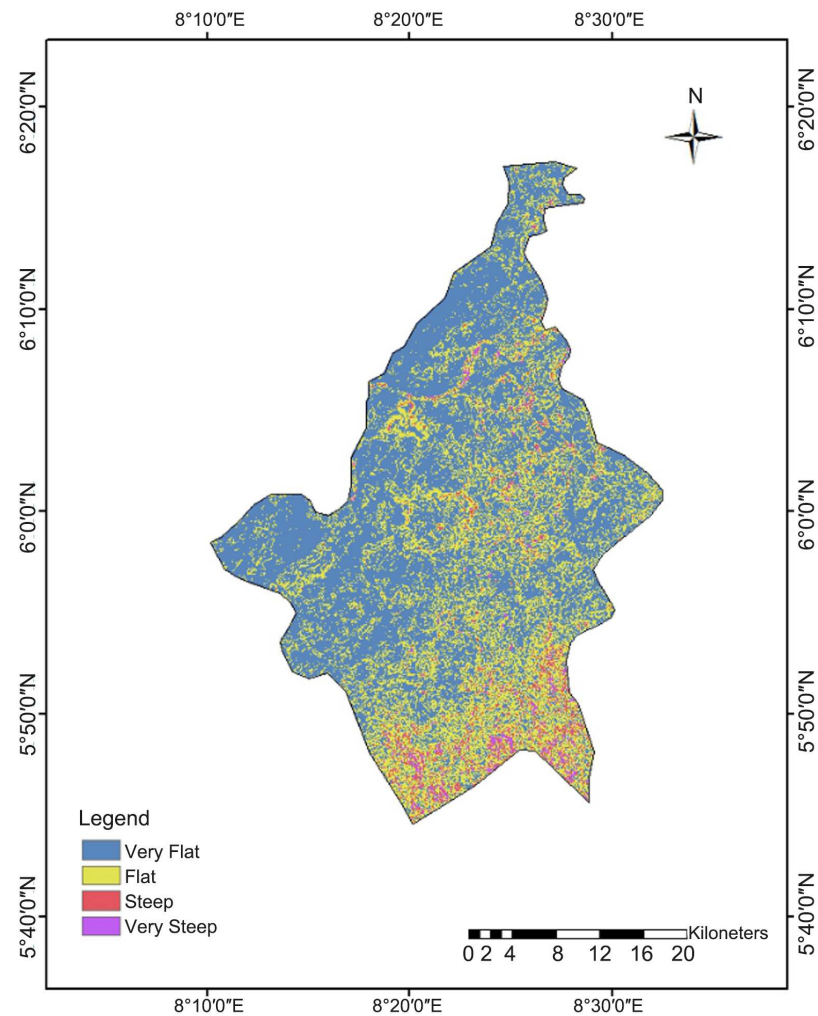 8°10′0″E 8°20′0″E 8°30′0″E
N
6°20′0″N 6°20′0″N
6°10′0″N 6°10′0″N
6°0′0″N 6°0′0″N
5°50′0″N 5°50′0″N
5°40′0″N 5°40′0″N
Legend
Very Flat
Flat
Steep
Very Steep
Kiloneters
0 2 4 8 12 16 20
8°10′0″E 8°20′0″E 8°30′0″E